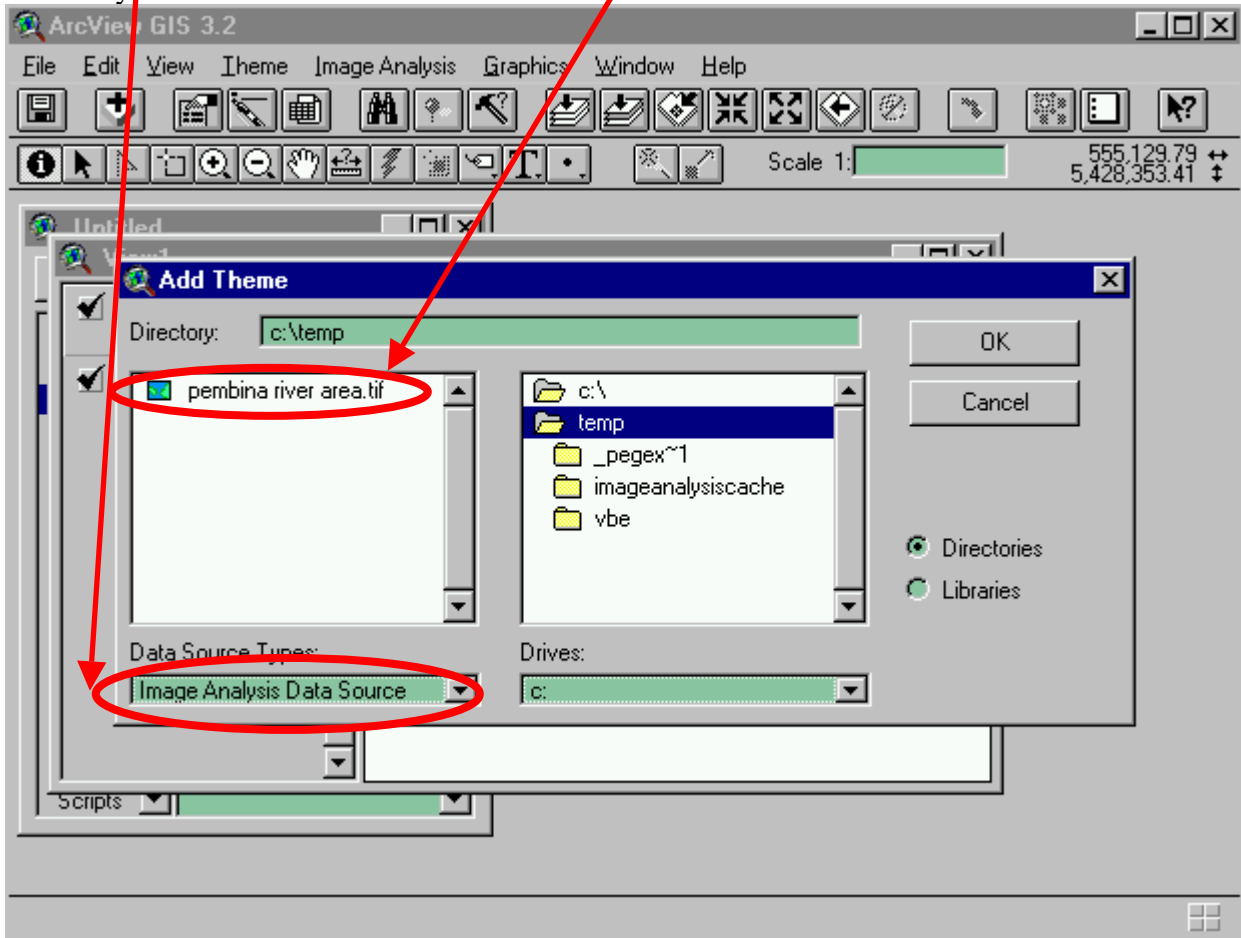 ArcView GIS 3.2
File Edit View Theme Image Analysis Graphics Window Help
Scale 1:
555,129.79
5,428,353.41
Untitled
View1
Add Theme
Directory: c:\temp
OK
Cancel
pembina river area.tif
c:\
temp
_pegex~1
imageanalysiscache
vbe
Directories
Libraries
Data Source Types:
Image Analysis Data Source
Drives:
c:
Scripts